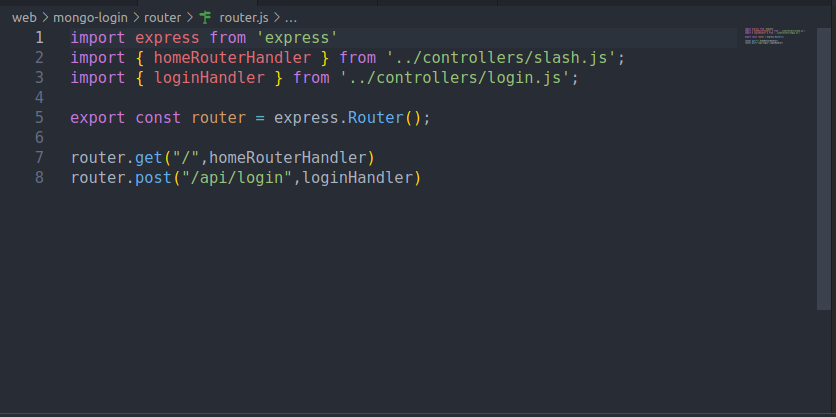 web > mongo-login > router > router.js > ...
1 import express from 'express'
2 import { homeRouterHandler } from '../controllers/slash.js';
3 import { loginHandler } from '../controllers/login.js';
4
5 export const router = express.Router();
6
7 router.get("/",homeRouterHandler)
8 router.post("/api/login",loginHandler)